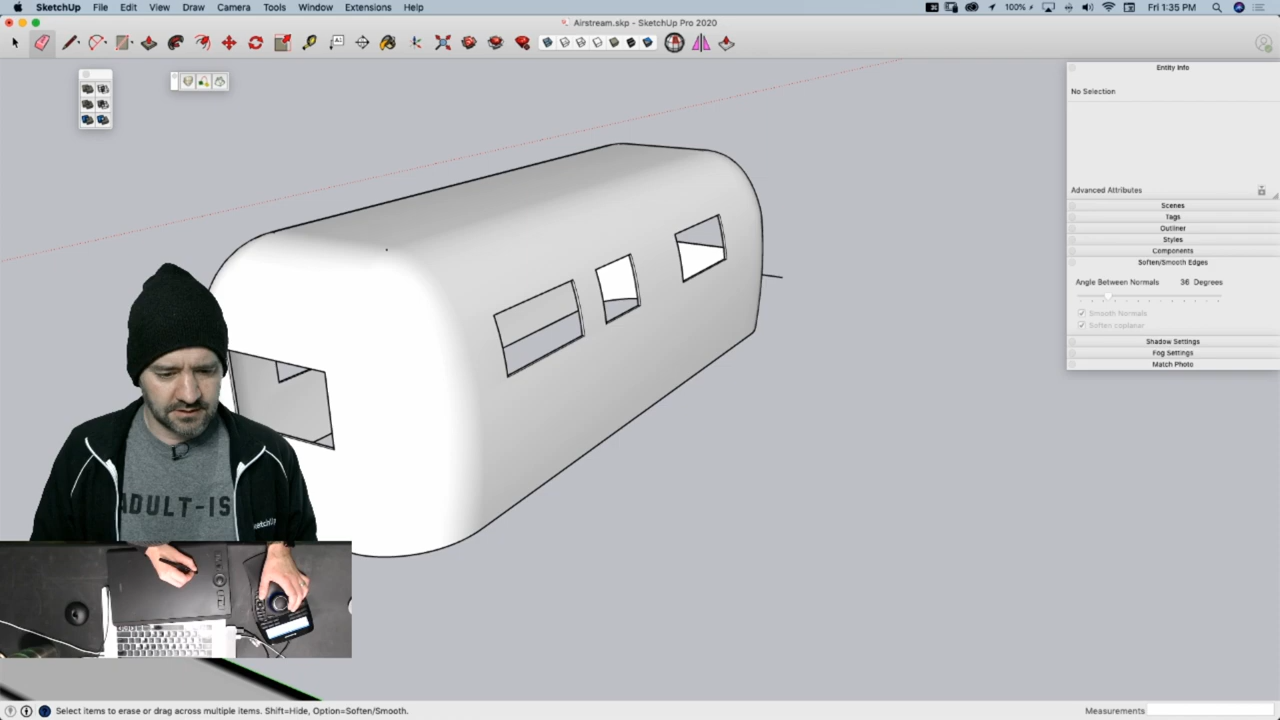 SketchUp File Edit View Draw Camera Tools Window Extensions Help
100% Fri 1:35 PM
Airstream.skp - SketchUp Pro 2020
Entity Info
No Selection
Advanced Attributes
Scenes
Tags
Outliner
Styles
Components
Soften/Smooth Edges
Angle Between Normals 36 Degrees
Smooth Normals
Soften coplanar
Shadow Settings
Fog Settings
Match Photo
ADULT-IS
SketchUp
Select items to erase or drag across multiple items. Shift=Hide, Option=Soften/Smooth.
Measurements